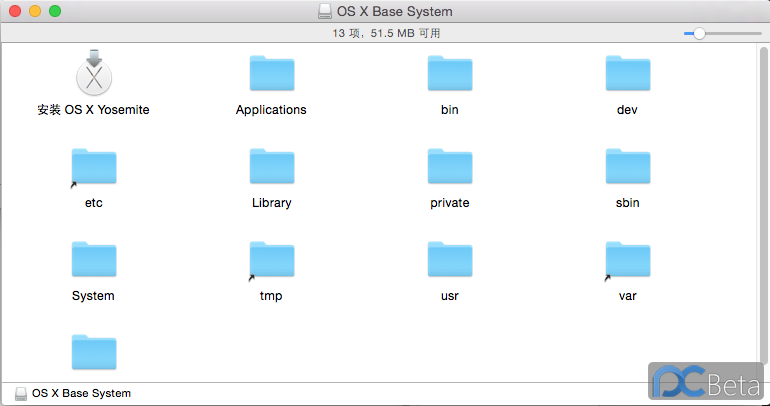 OS X Base System
13 项，51.5 MB 可用
安装 OS X Yosemite
Applications
bin
dev
etc
Library
private
sbin
System
tmp
usr
var
OS X Base System
PCBeta